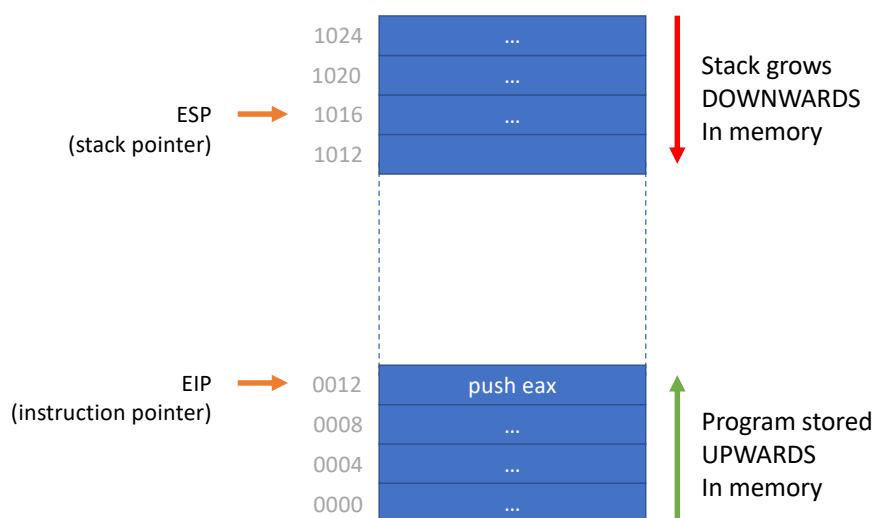 1024
...
1020
...
ESP
(stack pointer)
1016
...
1012
Stack grows
DOWNWARDS
In memory
EIP
(instruction pointer)
0012
push eax
0008
...
0004
...
0000
...
Program stored
UPWARDS
In memory